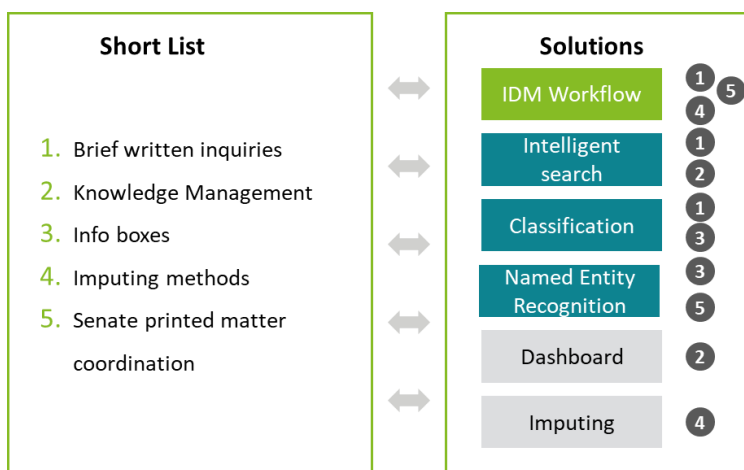 Short List
1. Brief written inquiries
2. Knowledge Management
3. Info boxes
4. Imputing methods
5. Senate printed matter
coordination
Solutions
IDM Workflow
1
5
4
Intelligent
search
1
2
Classification
1
3
Named Entity
Recognition
3
5
Dashboard
2
Imputing
4